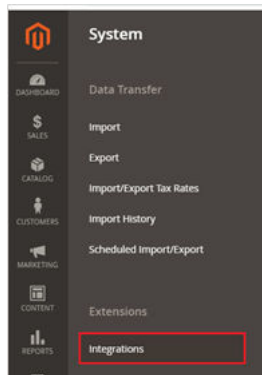 System
Data Transfer
Import
Export
Import/Export Tax Rates
Import History
Scheduled Import/Export
Extensions
Integrations
DASHBOARD
SALES
CATALOG
CUSTOMERS
MARKETING
CONTENT
REPORTS